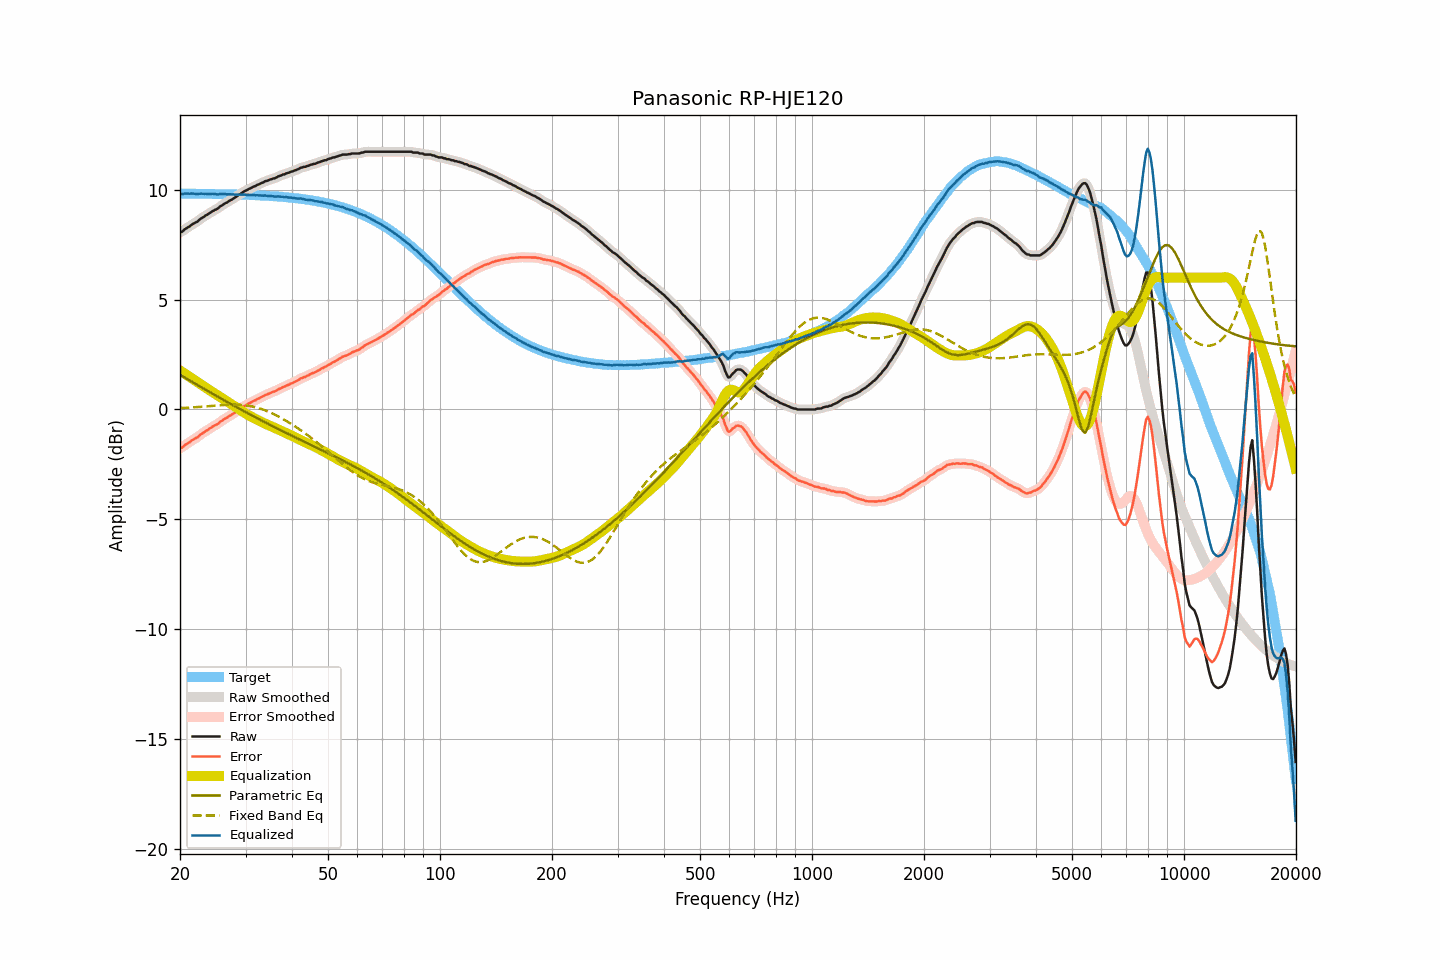 Panasonic RP-HJE120
Amplitude (dBr)
10
5
0
−5
−10
−15
−20
Target
Raw Smoothed
Error Smoothed
Raw
Error
Equalization
Parametric Eq
Fixed Band Eq
Equalized
20 50 100 200 500 1000 2000 5000 10000 20000
Frequency (Hz)